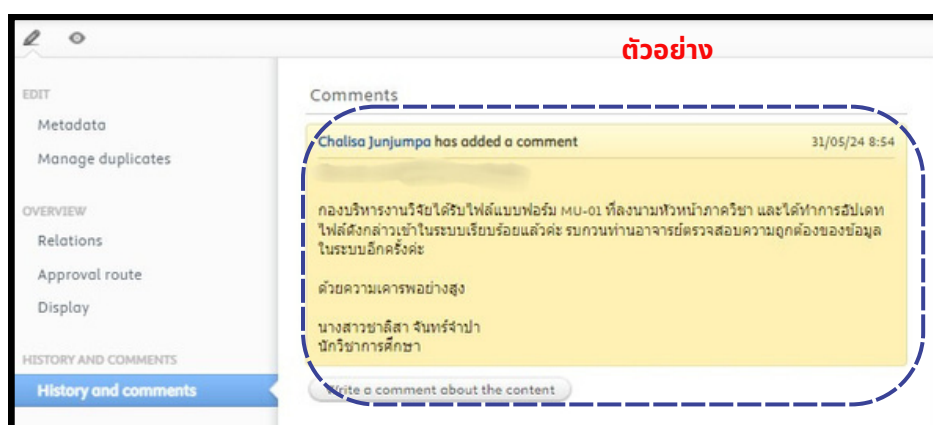 ตัวอย่าง
EDIT
Metadata
Manage duplicates
OVERVIEW
Relations
Approval route
Display
HISTORY AND COMMENTS
History and comments
Comments
Chalisa Junjumpa has added a comment 31/05/24 8:54
กองบริหารงานวิจัยได้รับไฟล์แบบฟอร์ม MU-01 ที่ลงนามหัวหน้าภาควิชา และได้ทำการอัปเดท
ไฟล์ดังกล่าวเข้าในระบบเรียบร้อยแล้วค่ะ รบกวนท่านอาจารย์ตรวจสอบความถูกต้องของข้อมูล
ในระบบอีกครั้งค่ะ
ด้วยความเคารพอย่างสูง
นางสาวชาลิสา จันทร์จำปา
นักวิชาการศึกษา
Write a comment about the content